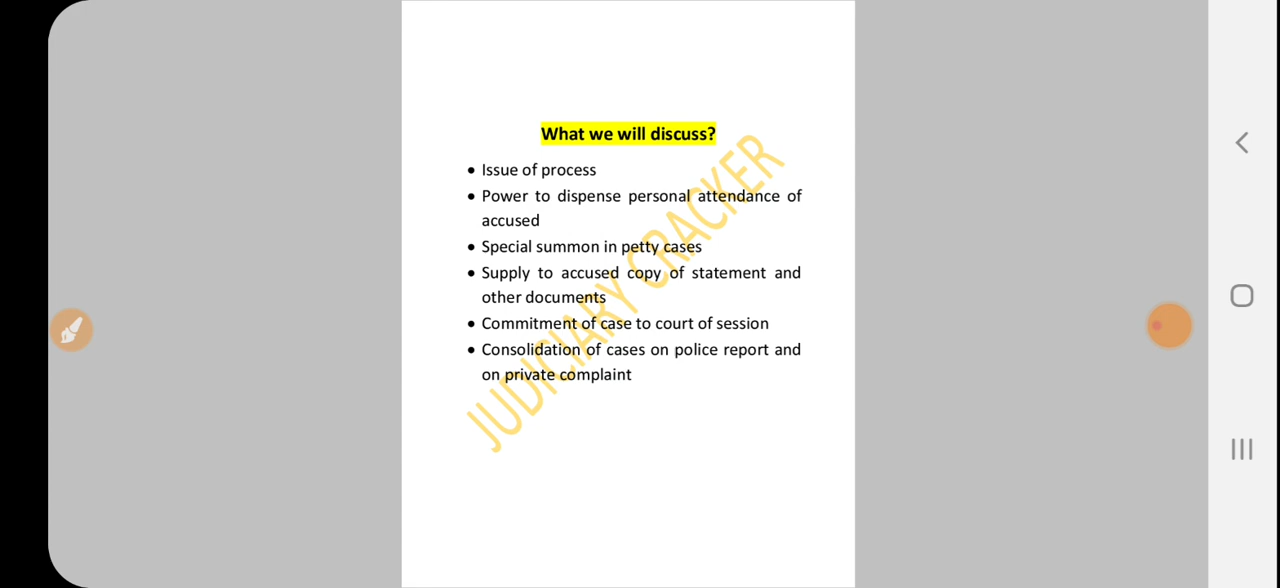 What we will discuss?
• Issue of process
• Power to dispense personal attendance of
accused
• Special summon in petty cases
• Supply to accused copy of statement and
other documents
• Commitment of case to court of session
• Consolidation of cases on police report and
on private complaint
JUDICIARY CRACKER